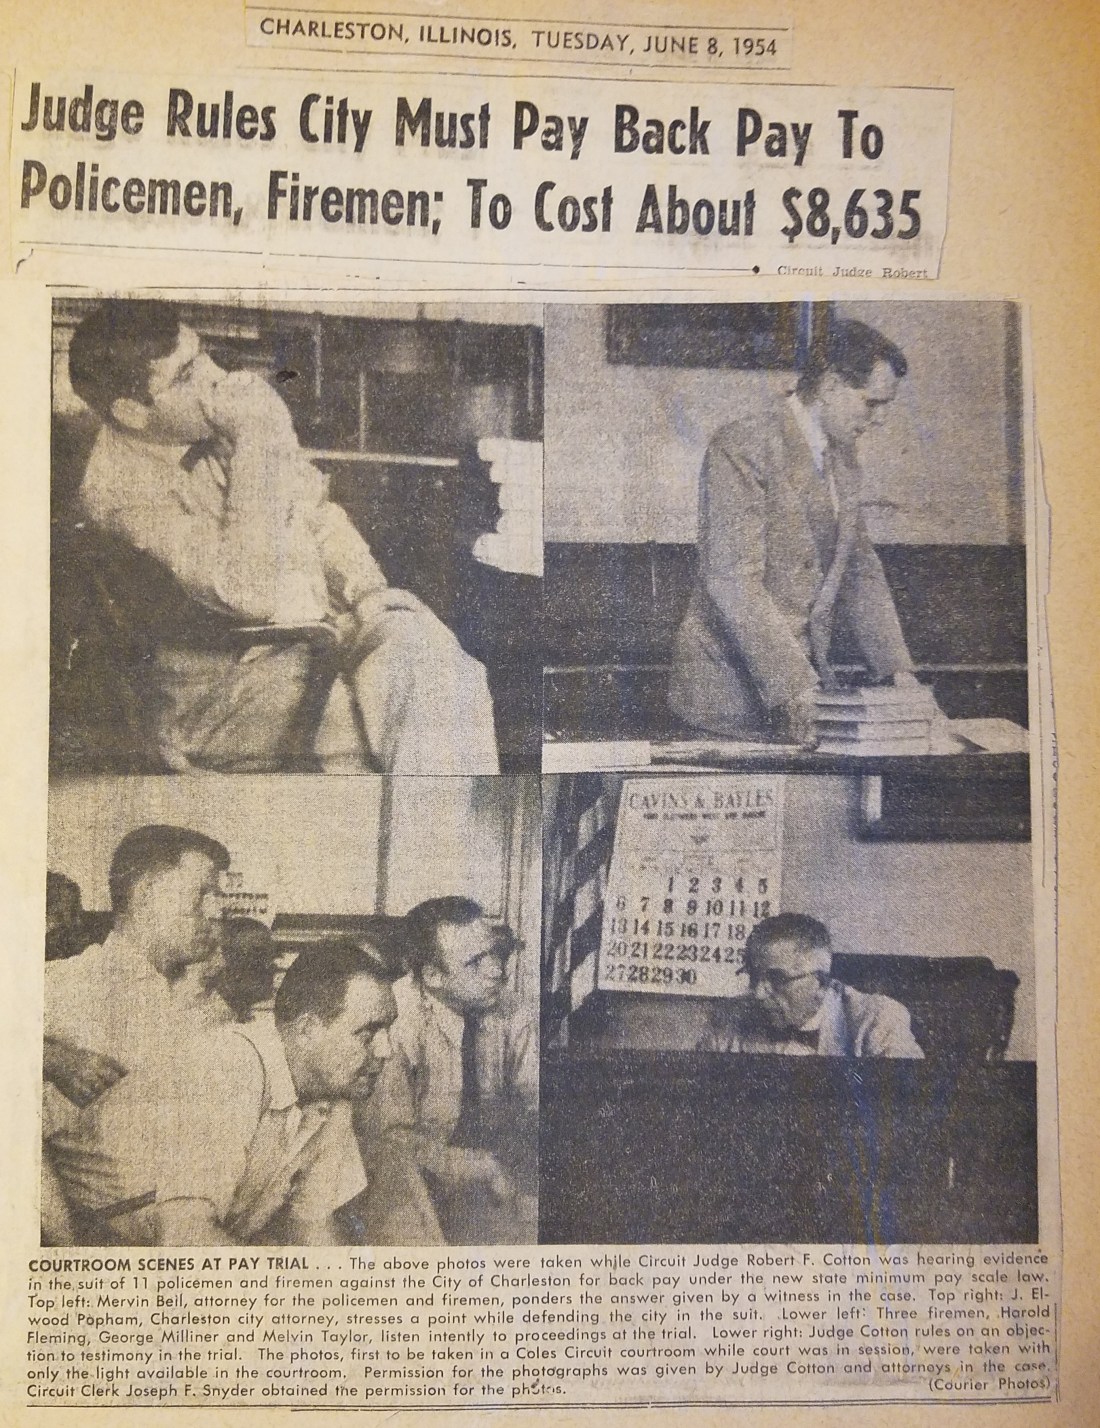 CHARLESTON, ILLINOIS, TUESDAY, JUNE 8, 1954
Judge Rules City Must Pay Back Pay To
Policemen, Firemen; To Cost About $8,635
Circuit Judge Robert
CAVINS & BAYLES
1 2 3 4 5
6 7 8 9 10 11 12
13 14 15 16 17 18
20 21 22 23 24 25
27 28 29 30
COURTROOM SCENES AT PAY TRIAL . . . The above photos were taken while Circuit Judge Robert F. Cotton was hearing evidence
in the suit of 11 policemen and firemen against the City of Charleston for back pay under the new state minimum pay scale law.
Top left: Mervin Beil, attorney for the policemen and firemen, ponders the answer given by a witness in the case. Top right: J. El-
wood Popham, Charleston city attorney, stresses a point while defending the city in the suit. Lower left: Three firemen, Harold
Fleming, George Milliner and Melvin Taylor, listen intently to proceedings at the trial. Lower right: Judge Cotton rules on an objec-
tion to testimony in the trial. The photos, first to be taken in a Coles Circuit courtroom while court was in session, were taken with
only the light available in the courtroom. Permission for the photographs was given by Judge Cotton and attorneys in the case.
Circuit Clerk Joseph F. Snyder obtained the permission for the photos. (Courier Photos)